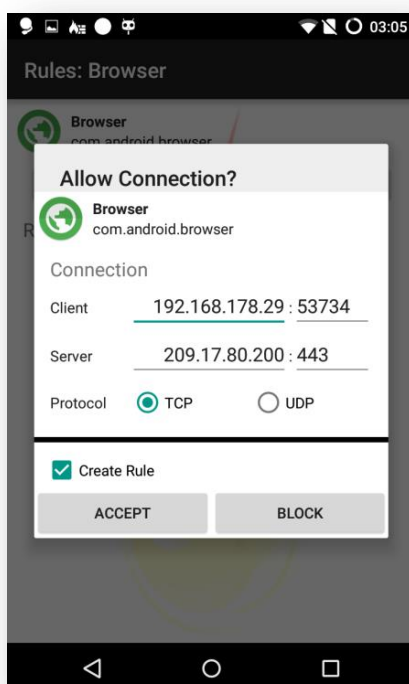 03:05
Rules: Browser
Browser
com.android.browser
Allow Connection?
Browser
com.android.browser
Connection
Client 192.168.178.29 : 53734
Server 209.17.80.200 : 443
Protocol TCP UDP
Create Rule
ACCEPT BLOCK